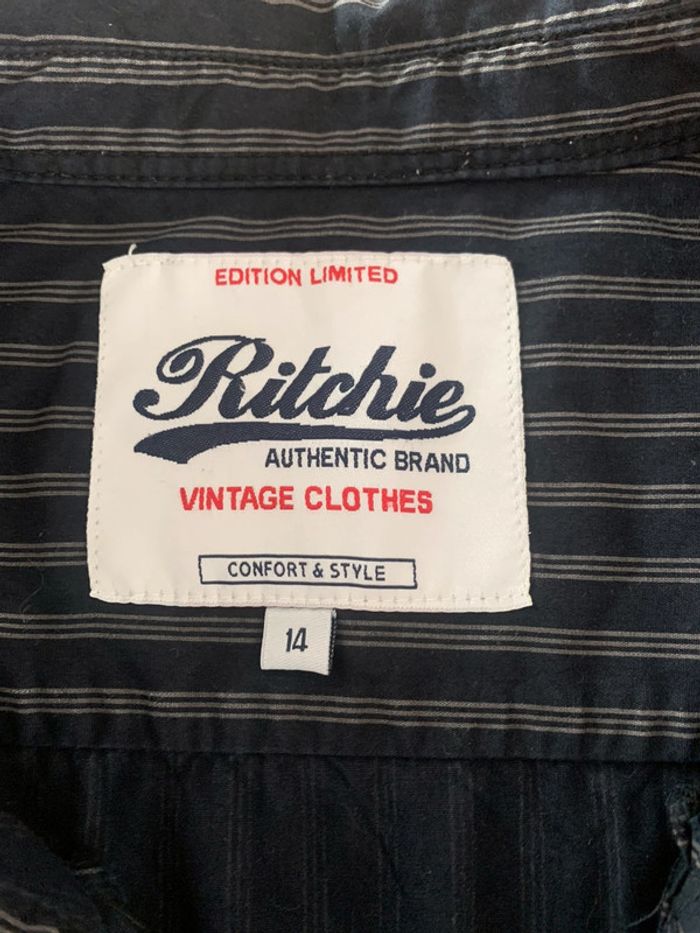 EDITION LIMITED
Ritchie
AUTHENTIC BRAND
VINTAGE CLOTHES
CONFORT & STYLE
14